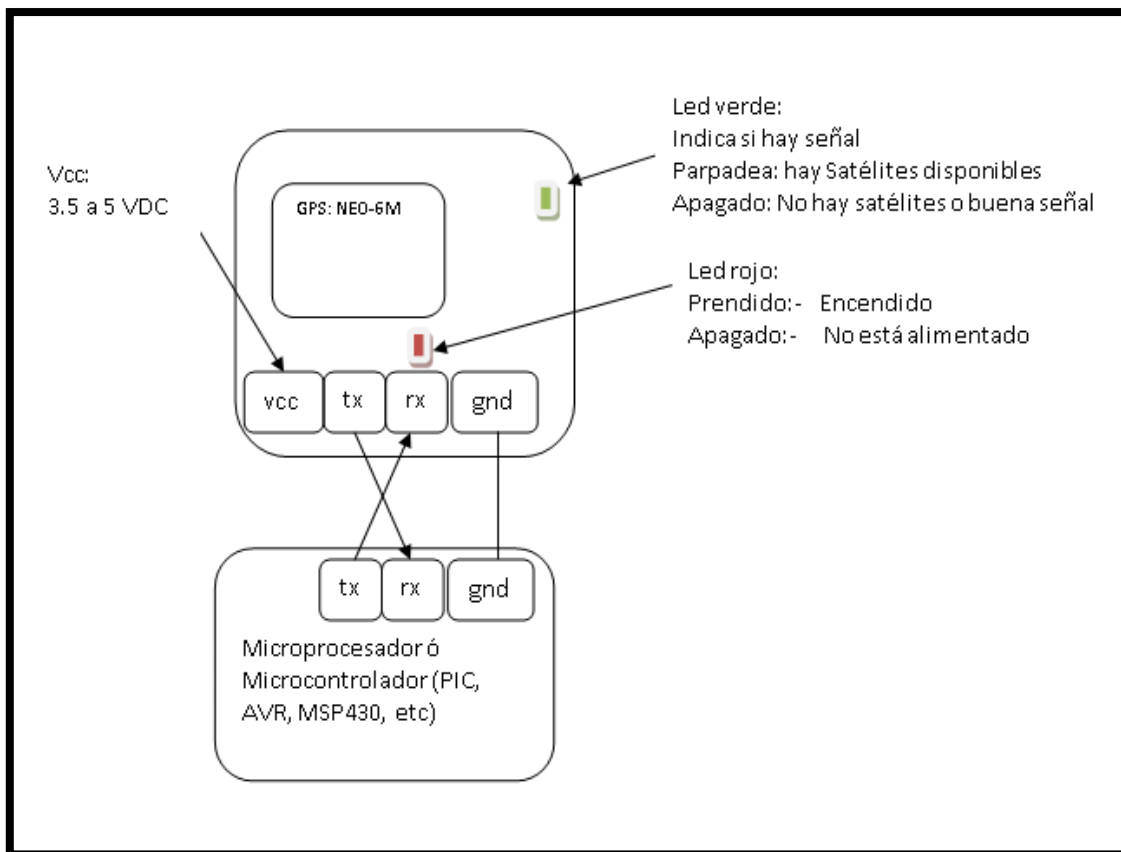 Led verde:
Indica si hay señal
Parpadea: hay Satélites disponibles
Apagado: No hay satélites o buena señal
Vcc:
3.5 a 5 VDC
GPS: NEO-6M
Led rojo:
Prendido:- Encendido
Apagado:- No está alimentado
vcc tx rx gnd
tx rx gnd
Microprocesador ó
Microcontrolador (PIC,
AVR, MSP430, etc)